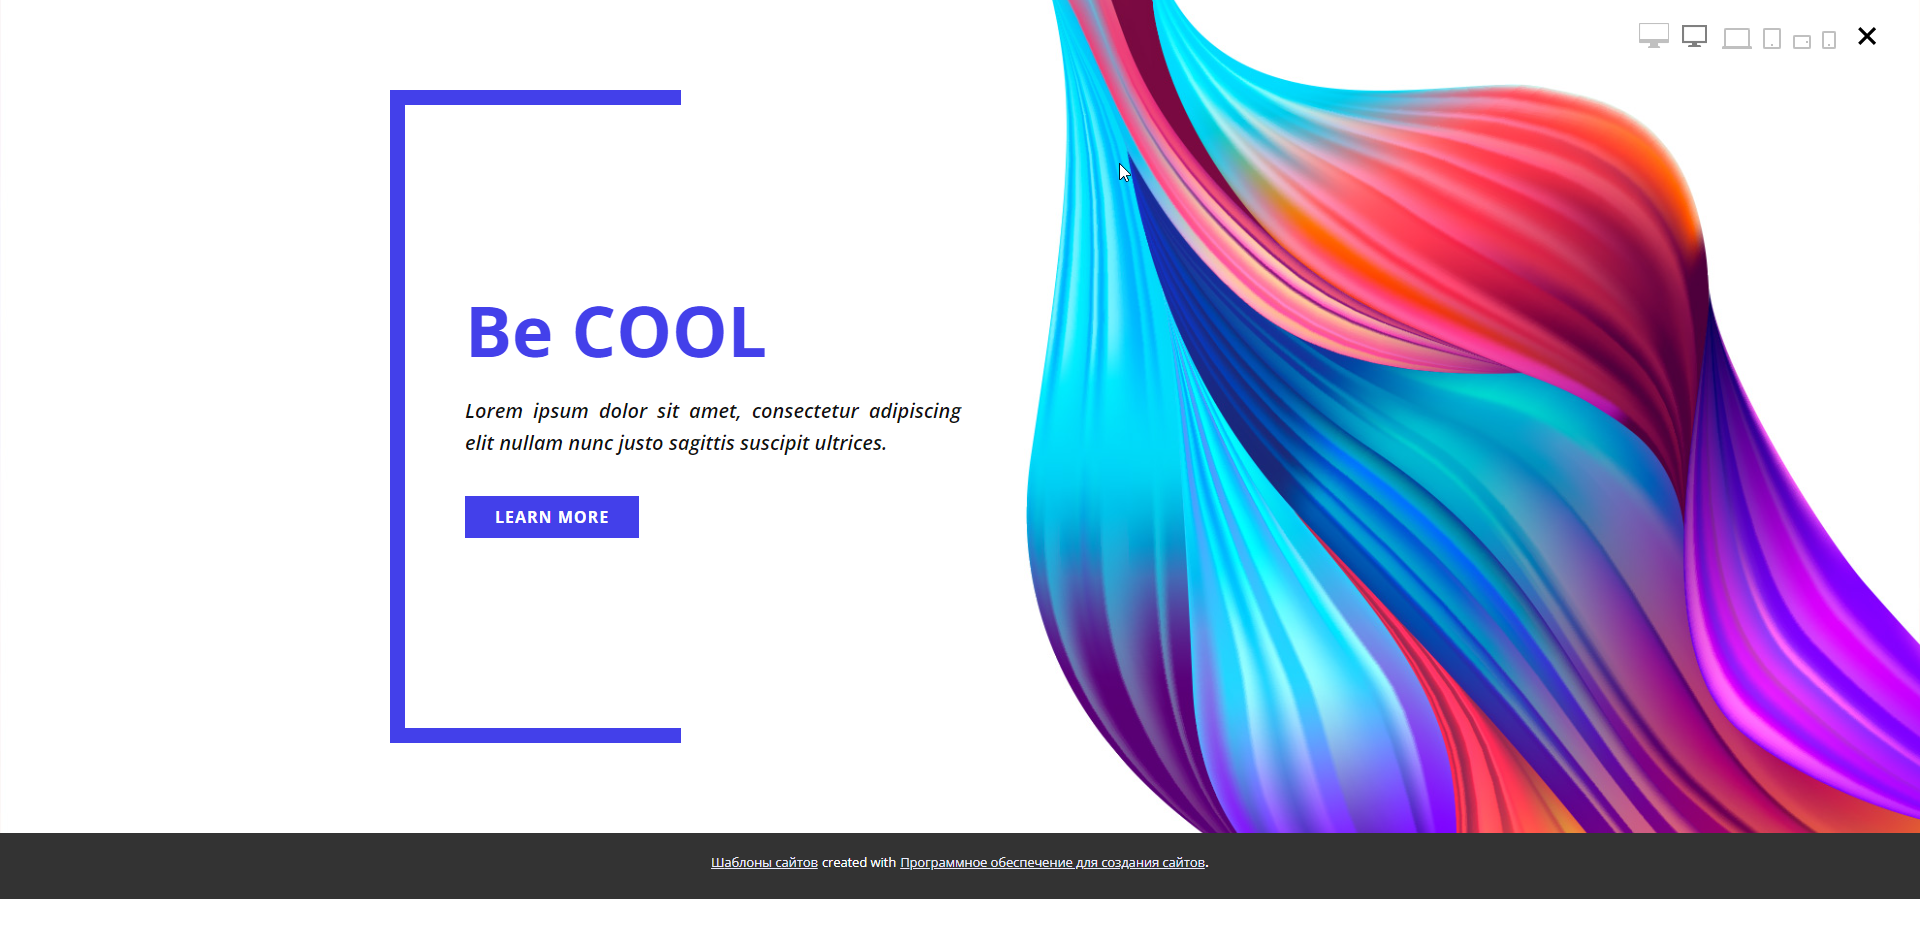 Be COOL
Lorem ipsum dolor sit amet, consectetur adipiscing
elit nullam nunc justo sagittis suscipit ultrices.
LEARN MORE
Шаблоны сайтов created with Программное обеспечение для создания сайтов.